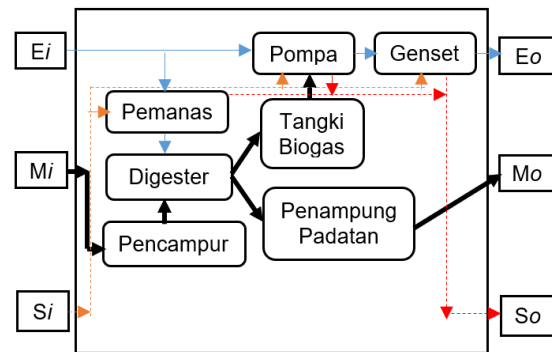 Ei
Pompa
Genset
Eo
Pemanas
Tangki
Biogas
Mi
Digester
Mo
Penampung
Padatan
Pencampur
Si
So